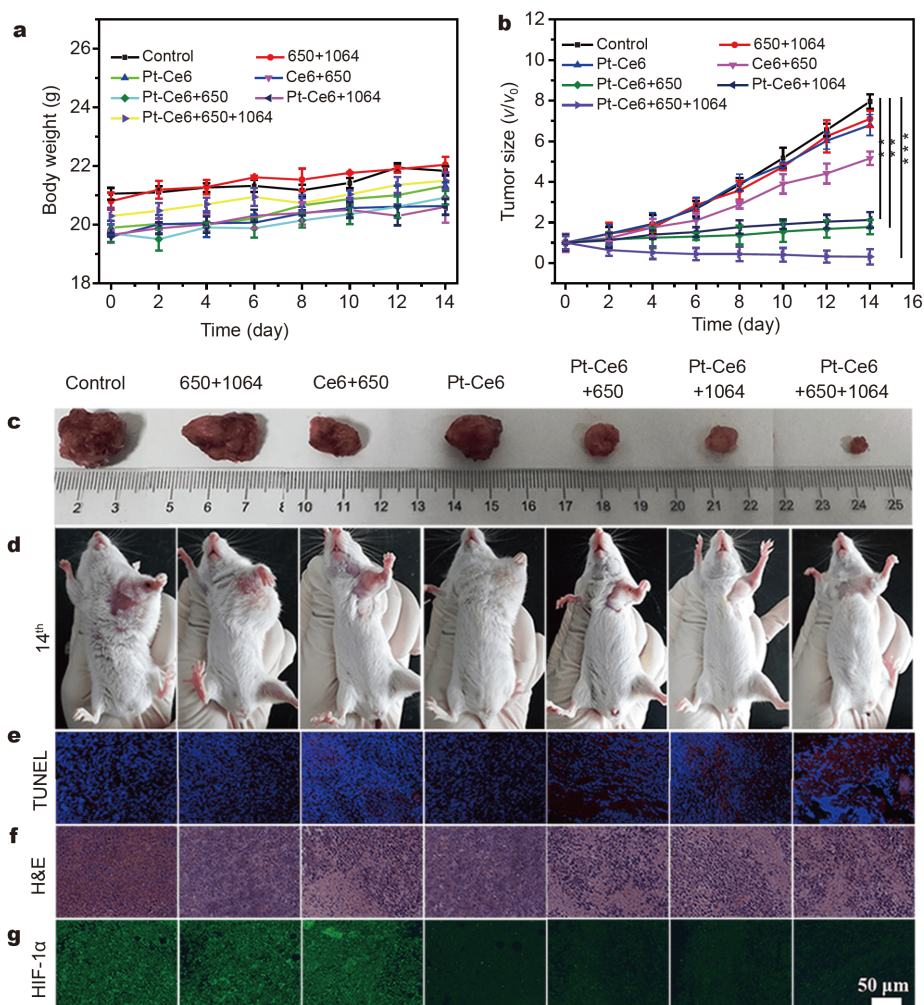 a
26
24
22
20
18
Body weight (g)
Control
650+1064
Pt-Ce6
Ce6+650
Pt-Ce6+650
Pt-Ce6+1064
Pt-Ce6+650+1064
0 2 4 6 8 10 12 14
Time (day)
b
12
10
8
6
4
2
0
Tumor size (v/v0)
Control
650+1064
Pt-Ce6
Ce6+650
Pt-Ce6+650
Pt-Ce6+1064
Pt-Ce6+650+1064
**
**
***
0 2 4 6 8 10 12 14 16
Time (day)
Control
650+1064
Ce6+650
Pt-Ce6
Pt-Ce6
+650
Pt-Ce6
+1064
Pt-Ce6
+650+1064
c
2 3 5 6 7 8 10 11 12 13 14 15 16 17 18 19 20 21 22 22 23 24 25
d
14th
e
TUNEL
f
H&E
g
HIF-1α
50 μm